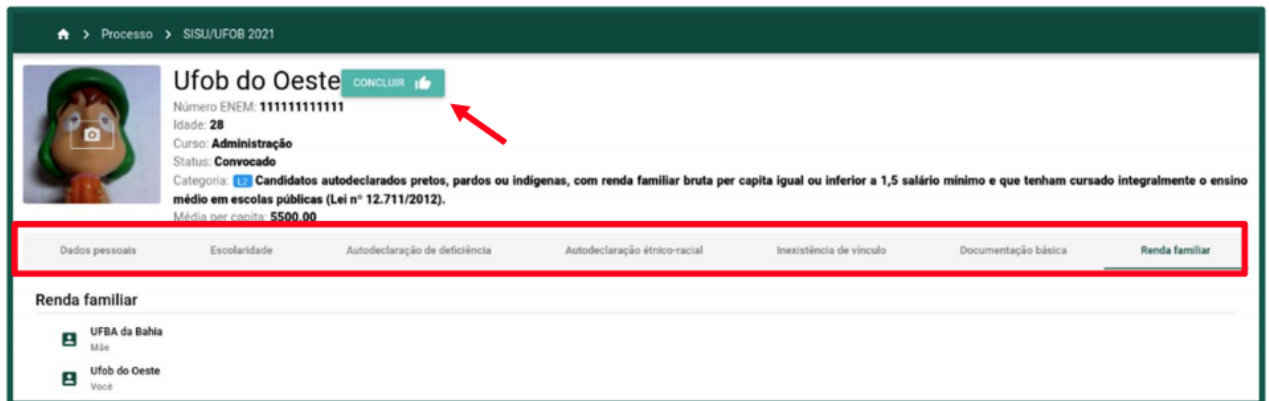 Processo > SISU/UFOB 2021
Ufob do Oeste CONCLUIR
Número ENEM: 111111111111
Idade: 28
Curso: Administração
Status: Convocado
Categoria: L2 Candidatos autodeclarados pretos, pardos ou indígenas, com renda familiar bruta per capita igual ou inferior a 1,5 salário mínimo e que tenham cursado integralmente o ensino
médio em escolas públicas (Lei nº 12.711/2012).
Média per capita: 5500.00
Dados pessoais Escolaridade Autodeclaração de deficiência Autodeclaração étnico-racial Inexistência de vínculo Documentação básica Renda familiar
Renda familiar
UFBA da Bahia
Mãe
Ufob do Oeste
Você